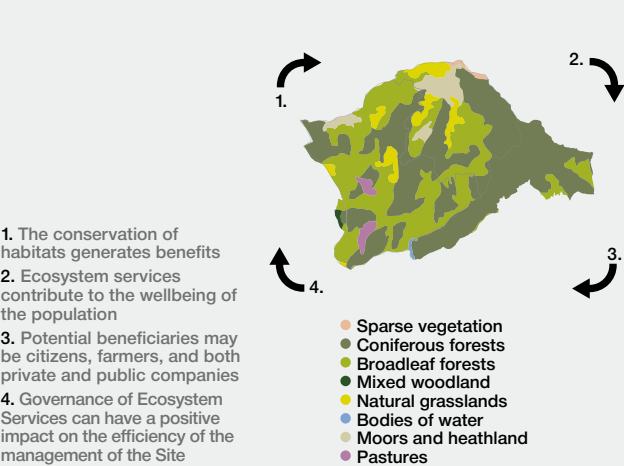 1.
2.
3.
4.
1. The conservation of
habitats generates benefits
2. Ecosystem services
contribute to the wellbeing of
the population
3. Potential beneficiaries may
be citizens, farmers, and both
private and public companies
4. Governance of Ecosystem
Services can have a positive
impact on the efficiency of the
management of the Site
Sparse vegetation
Coniferous forests
Broadleaf forests
Mixed woodland
Natural grasslands
Bodies of water
Moors and heathland
Pastures